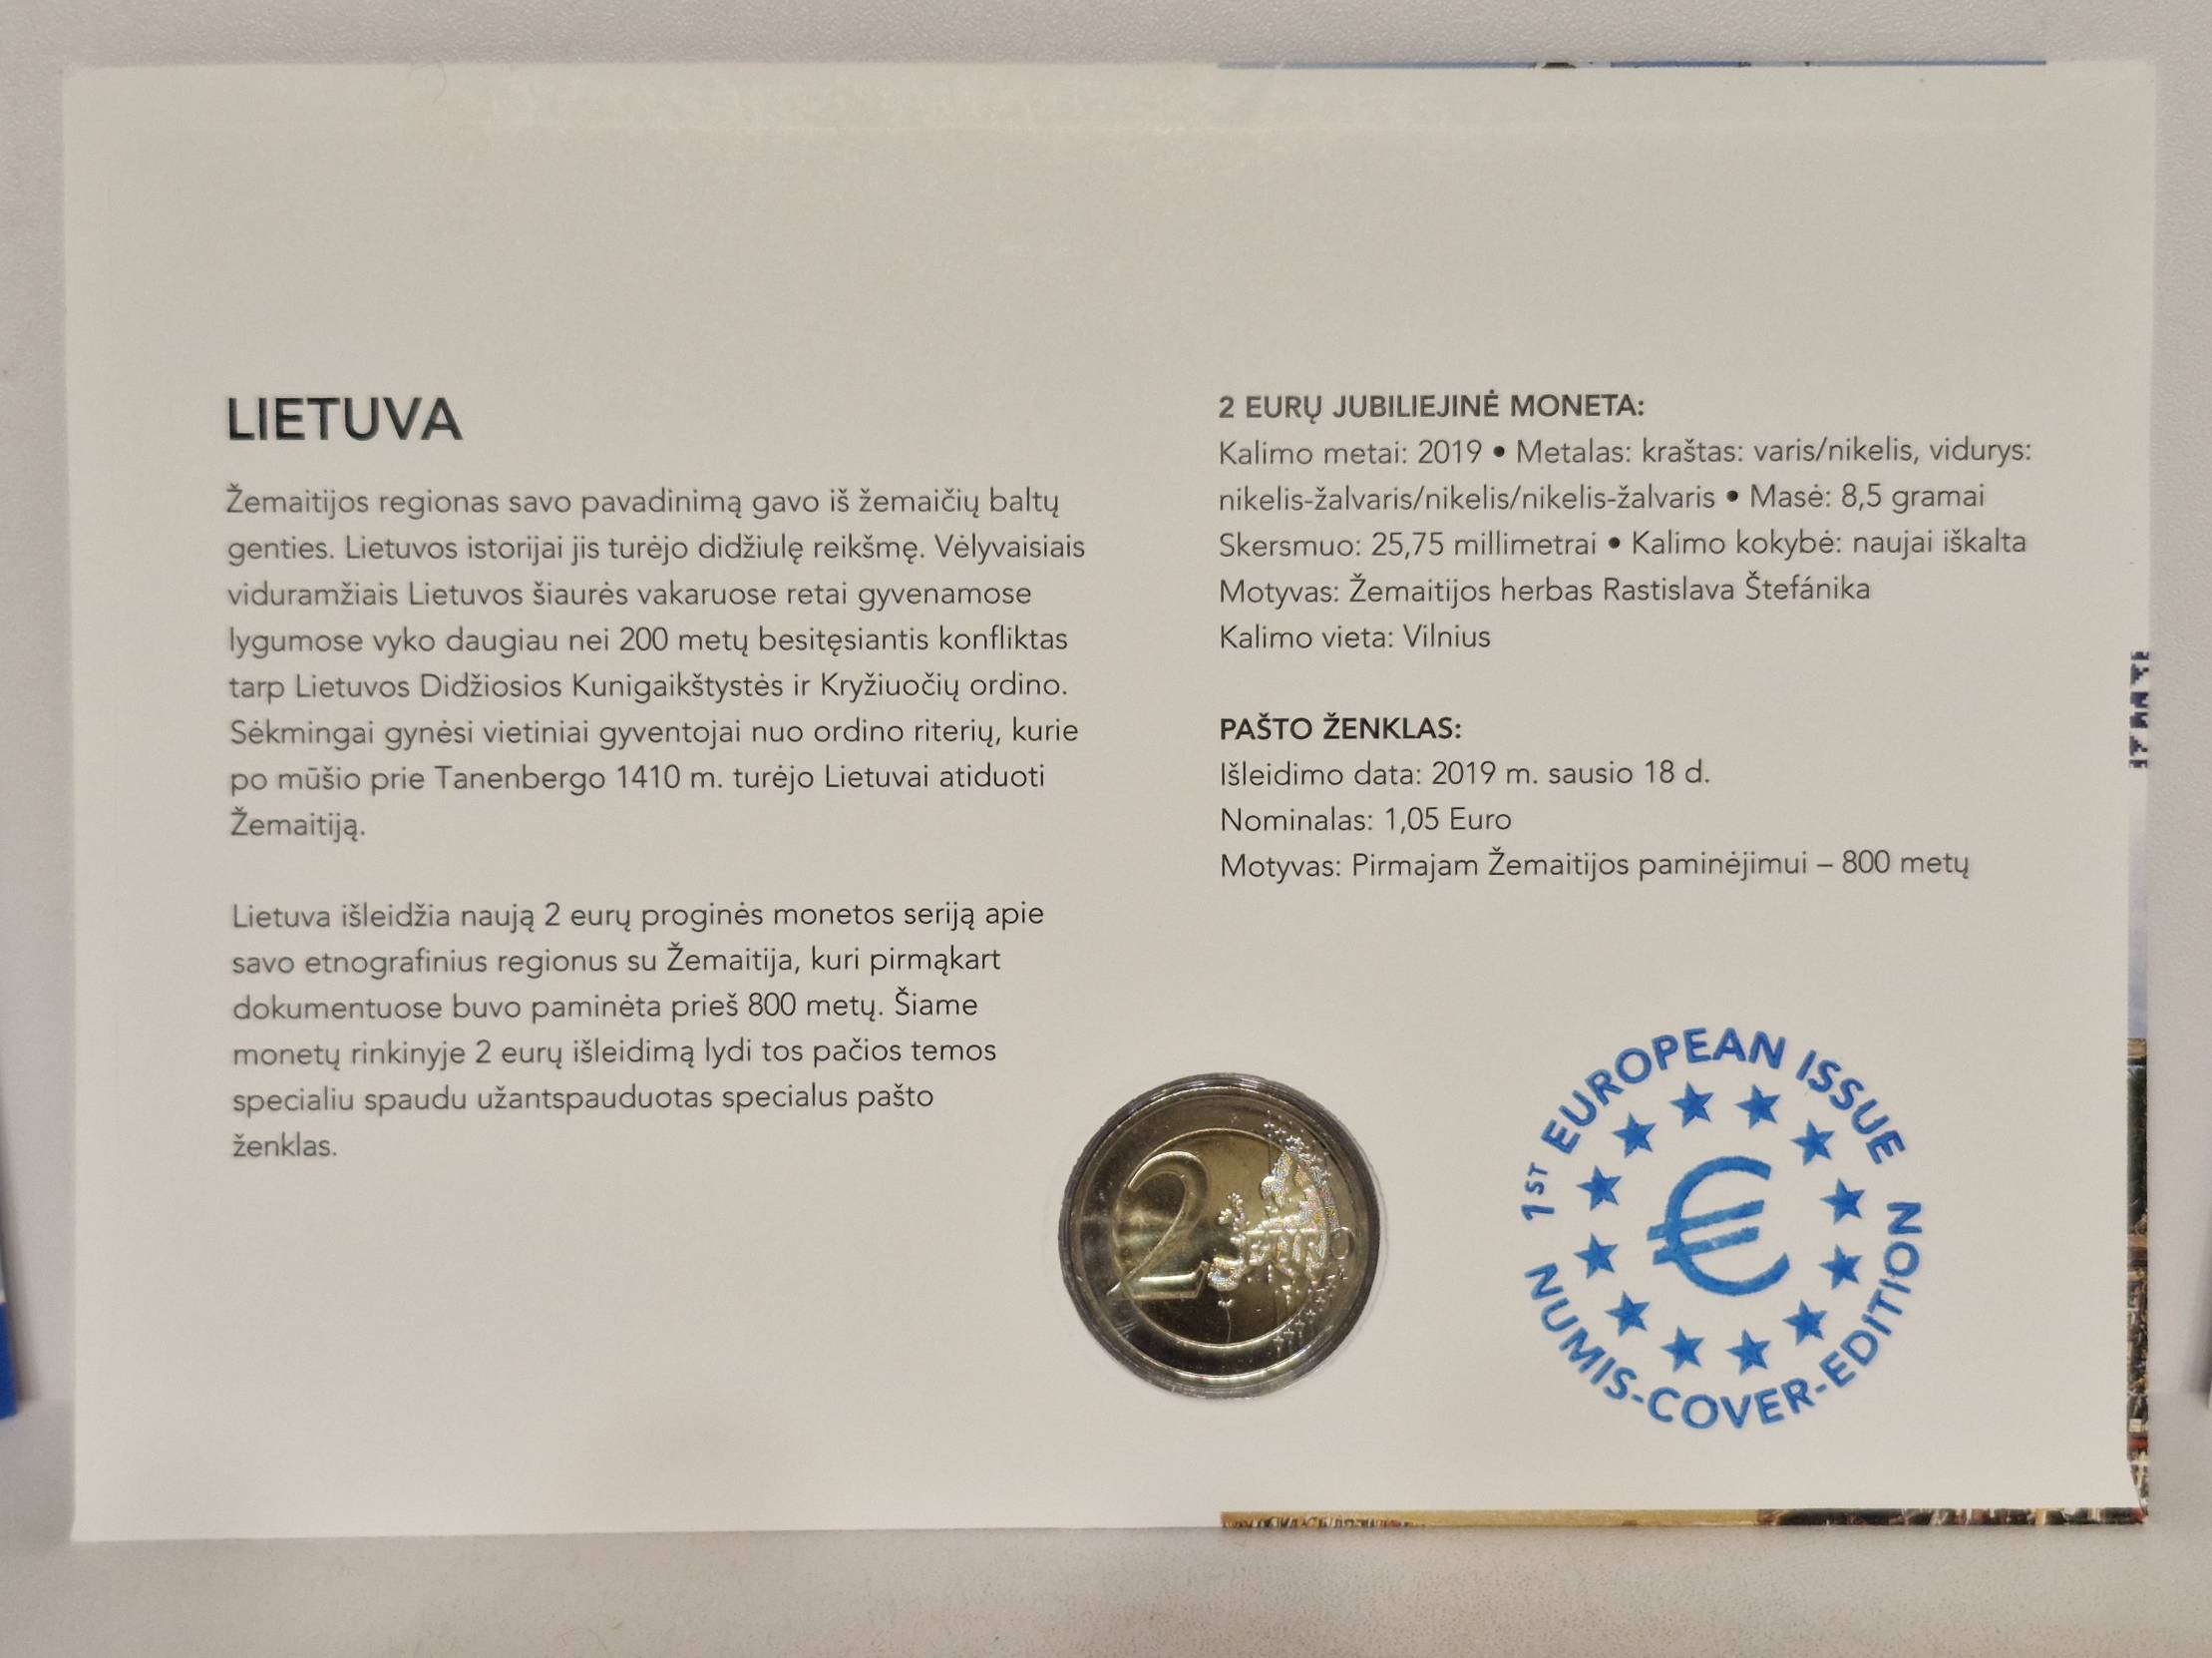 LIETUVA
Žemaitijos regionas savo pavadinimą gavo iš žemaičių baltų
genties. Lietuvos istorijai jis turėjo didžiulę reikšmę. Vėlyvaisiais
viduramžiais Lietuvos šiaurės vakaruose retai gyvenamose
lygumose vyko daugiau nei 200 metų besitęsiantis konfliktas
tarp Lietuvos Didžiosios Kunigaikštystės ir Kryžiuočių ordino.
Sėkmingai gynėsi vietiniai gyventojai nuo ordino riterių, kurie
po mūšio prie Tanenbergo 1410 m. turėjo Lietuvai atiduoti
Žemaitiją.
Lietuva išleidžia naują 2 eurų proginės monetos seriją apie
savo etnografinius regionus su Žemaitija, kuri pirmąkart
dokumentuose buvo paminėta prieš 800 metų. Šiame
monetų rinkinyje 2 eurų išleidimą lydi tos pačios temos
specialiu spaudu užantspauduotas specialus pašto
ženklas.
2 EURŲ JUBILIEJINĖ MONETA:
Kalimo metai: 2019 • Metalas: kraštas: varis/nikelis, vidurys:
nikelis-žalvaris/nikelis/nikelis-žalvaris • Masė: 8,5 gramai
Skersmuo: 25,75 millimetrai • Kalimo kokybė: naujai iškalta
Motyvas: Žemaitijos herbas Rastislava Štefánika
Kalimo vieta: Vilnius
PAŠTO ŽENKLAS:
Išleidimo data: 2019 m. sausio 18 d.
Nominalas: 1,05 Euro
Motyvas: Pirmajam Žemaitijos paminėjimui – 800 metų
2 EURO
1ST EUROPEAN ISSUE
€
NUMIS-COVER-EDITION